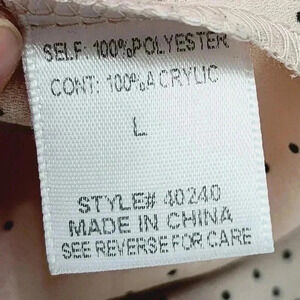 SELF: 100%POLYESTER
CONT: 100%ACRYLIC
L
STYLE# 40240
MADE IN CHINA
SEE REVERSE FOR CARE